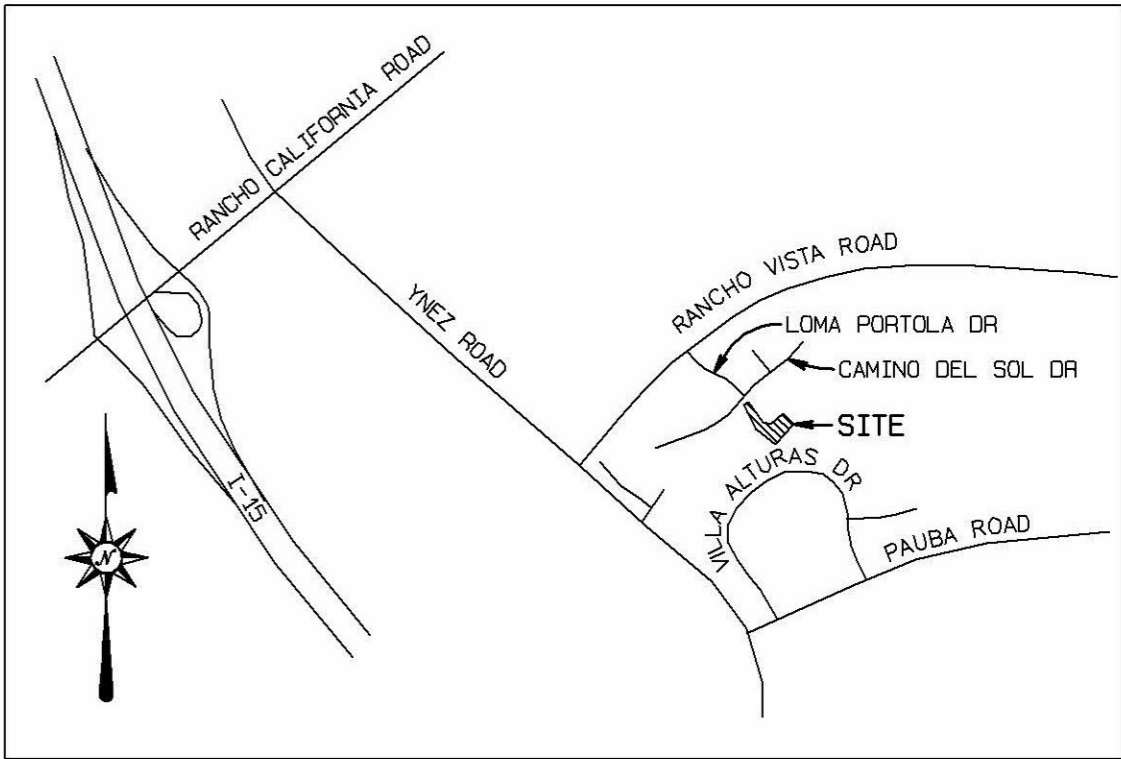 RANCHO CALIFORNIA ROAD
RANCHO VISTA ROAD
YNEZ ROAD
LOMA PORTOLA DR
CAMINO DEL SOL DR
SITE
VILLA ALTURAS DR
I-15
PAUBA ROAD
N